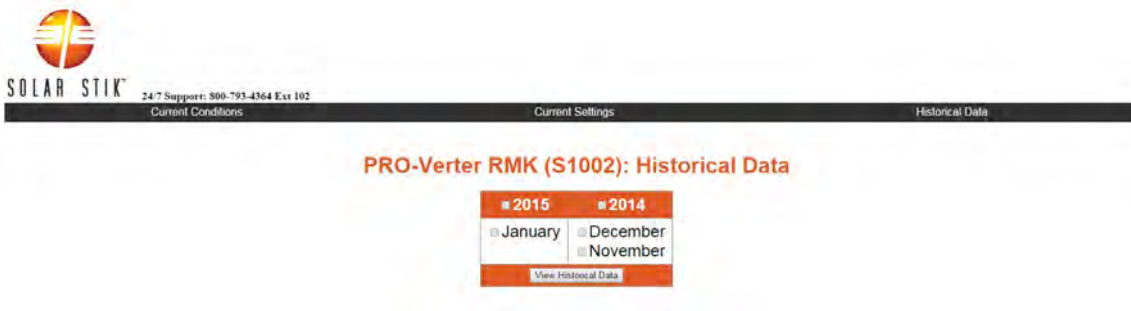 SOLAR STIK™
24/7 Support: 800-793-4364 Ext 102
Current Conditions Current Settings Historical Data
PRO-Verter RMK (S1002): Historical Data
2015 2014
January December
November
View Historical Data